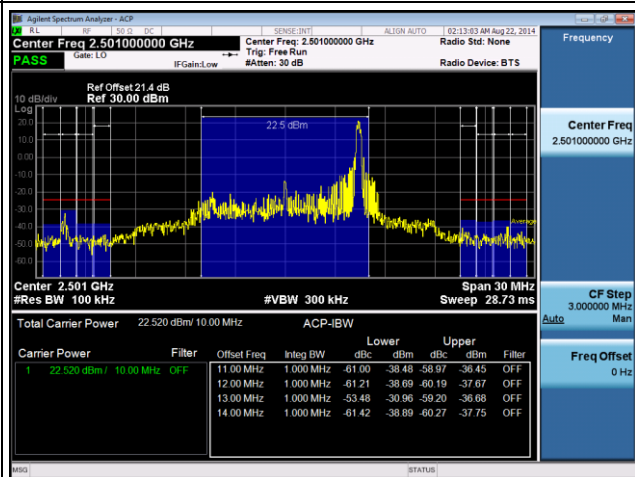 Agilent Spectrum Analyzer - ACP
RL RF 50 Ω DC SENSE:INT ALIGN AUTO 02:13:03 AM Aug 22, 2014
Center Freq 2.501000000 GHz Center Freq: 2.501000000 GHz Radio Std: None Frequency
PASS Gate: LO Trig: Free Run
IFGain:Low #Atten: 30 dB Radio Device: BTS
Ref Offset 21.4 dB
10 dB/div Ref 30.00 dBm
Log
20.0
22.5 dBm
10.0
0.00
-10.0
-20.0
-30.0
-40.0
-50.0
-60.0
Average
Center 2.501 GHz Span 30 MHz
#Res BW 100 kHz #VBW 300 kHz Sweep 28.73 ms
Total Carrier Power 22.520 dBm/ 10.00 MHz ACP-IBW
Lower Upper
Carrier Power Filter Offset Freq Integ BW dBc dBm dBc dBm Filter
1 22.520 dBm / 10.00 MHz OFF 11.00 MHz 1.000 MHz -61.00 -38.48 -58.97 -36.45 OFF
12.00 MHz 1.000 MHz -61.21 -38.69 -60.19 -37.67 OFF
13.00 MHz 1.000 MHz -53.48 -30.96 -59.20 -36.68 OFF
14.00 MHz 1.000 MHz -61.42 -38.89 -60.27 -37.75 OFF
Center Freq
2.501000000 GHz
CF Step
3.000000 MHz
Auto Man
Freq Offset
0 Hz
MSG STATUS